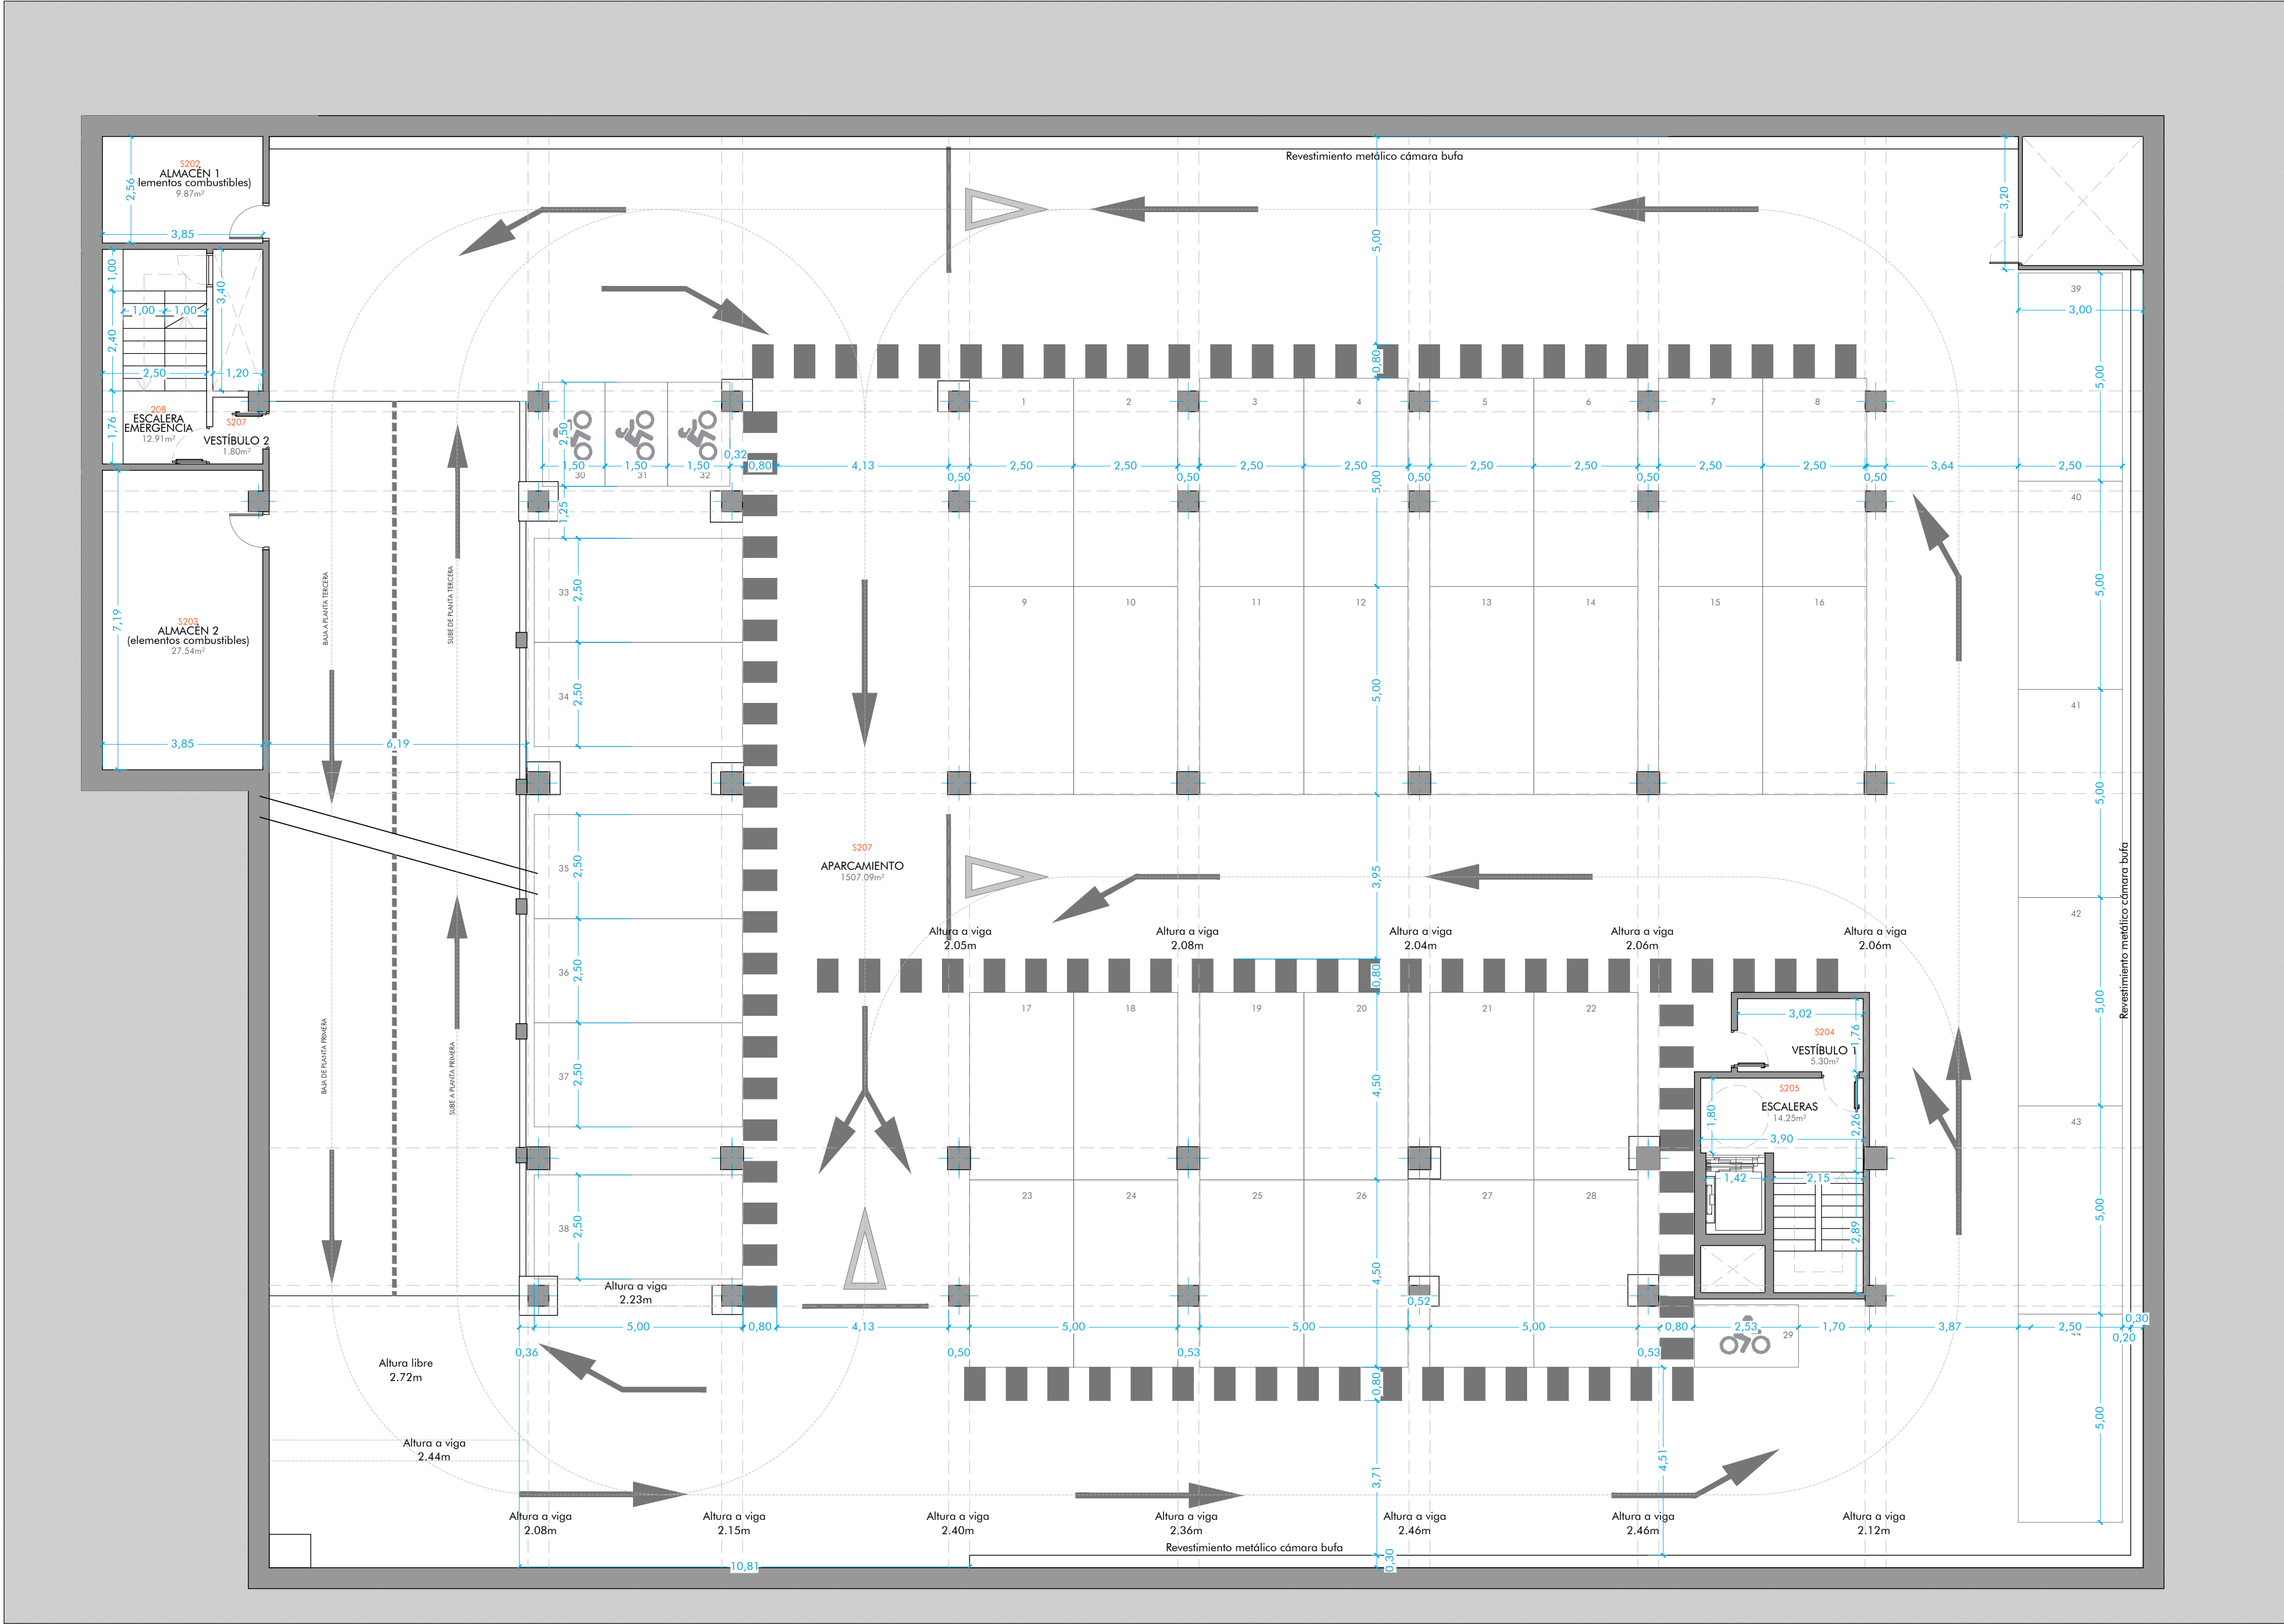 Revestimiento metálico cámara bufa
S202
ALMACÉN 1
lementos combustibles)
9.87m²
2,56
3,85
3,20
5,00
39
3,00
1,00
3,40
1,00
1,00
2,40
2,50
1,20
1,76
208
ESCALERA
EMERGENCIA
12.91m²
S207
VESTÍBULO 2
1.80m²
0,80
5,00
1
2
3
4
5
6
7
8
2,50
0,32
1,50
1,50
1,50
0,80
4,13
2,50
2,50
2,50
2,50
2,50
2,50
2,50
2,50
3,64
2,50
30
31
32
0,50
0,50
0,50
0,50
0,50
5,00
40
1,25
BAJA A PLANTA TERCERA
SUBE DE PLANTA TERCERA
33
2,50
9
10
11
12
13
14
15
16
5,00
7,19
S203
ALMACÉN 2
(elementos combustibles)
27.54m²
34
2,50
5,00
41
3,85
6,19
5,00
S207
APARCAMIENTO
1507.09m²
35
2,50
3,95
42
Revestimiento metálico cámara bufa
Altura a viga
2.05m
Altura a viga
2.08m
Altura a viga
2.04m
Altura a viga
2.06m
Altura a viga
2.06m
36
2,50
0,80
5,00
17
18
19
20
21
22
3,02
1,76
S204
VESTÍBULO 1
5.30m²
BAJA DE PLANTA PRIMERA
SUBE A PLANTA PRIMERA
37
2,50
4,50
S205
ESCALERAS
14.25m²
1,80
2,26
3,90
43
1,42
2,15
23
24
25
26
27
28
5,00
38
2,50
2,89
4,50
Altura a viga
2.23m
0,52
5,00
0,80
4,13
5,00
5,00
5,00
0,80
2,53
29
1,70
3,87
2,50
0,30
0,20
0,36
0,50
0,53
0,53
Altura libre
2.72m
0,80
5,00
Altura a viga
2.44m
3,71
4,51
Altura a viga
2.08m
Altura a viga
2.15m
Altura a viga
2.40m
Altura a viga
2.36m
Altura a viga
2.46m
Altura a viga
2.46m
Altura a viga
2.12m
Revestimiento metálico cámara bufa
10,81
0,30